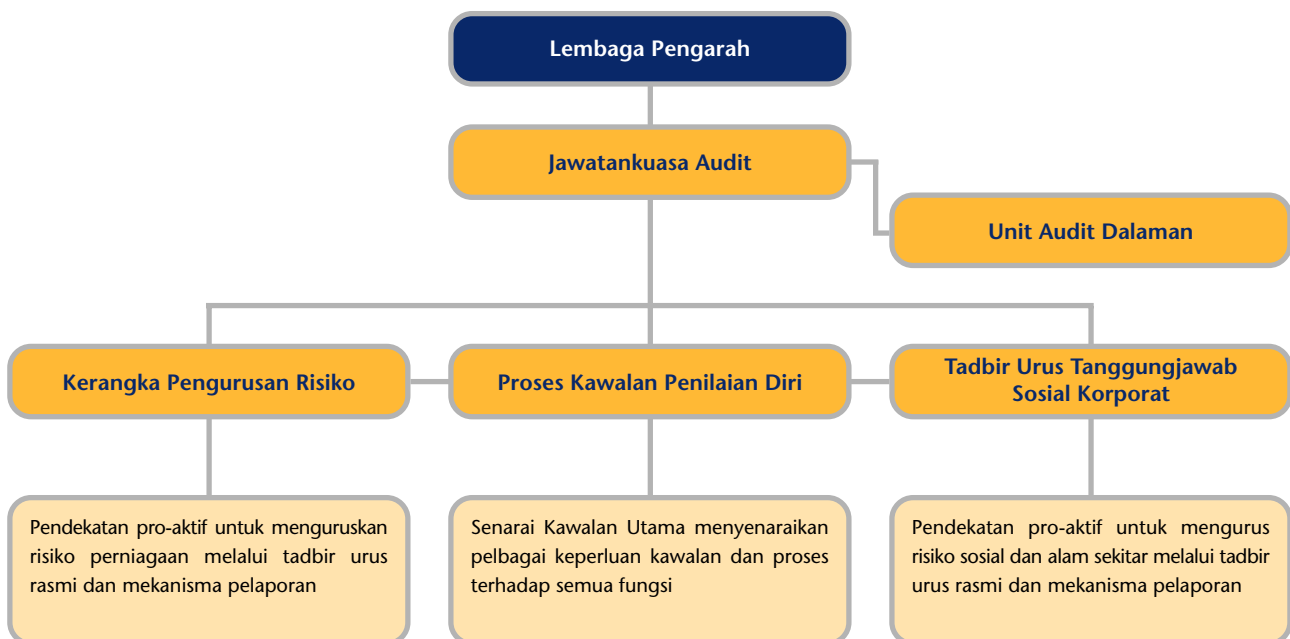 Lembaga Pengarah
Jawatankuasa Audit
Unit Audit Dalaman
Kerangka Pengurusan Risiko
Proses Kawalan Penilaian Diri
Tadbir Urus Tanggungjawab
Sosial Korporat
Pendekatan pro-aktif untuk menguruskan
risiko perniagaan melalui tadbir urus
rasmi dan mekanisma pelaporan
Senarai Kawalan Utama menyenaraikan
pelbagai keperluan kawalan dan proses
terhadap semua fungsi
Pendekatan pro-aktif untuk mengurus
risiko sosial dan alam sekitar melalui tadbir
urus rasmi dan mekanisma pelaporan